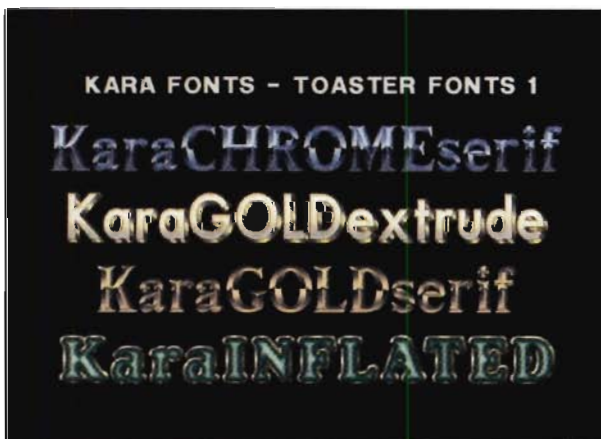 KARA FONTS - TOASTER FONTS 1
KaraCHROMEserif
KaraGOLDextrude
KaraGOLDserif
KaraINFLATED